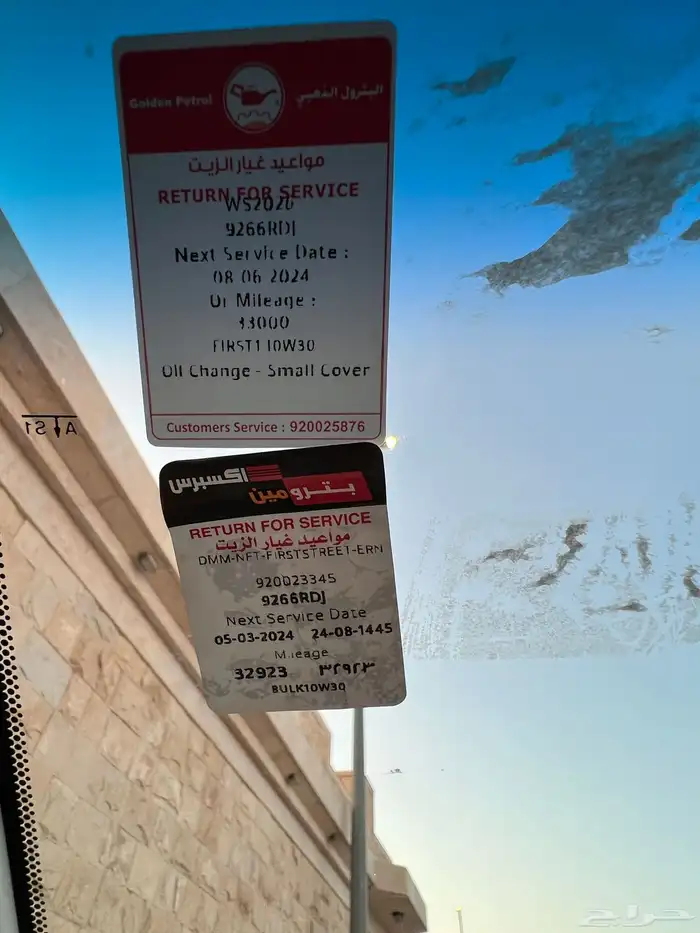 Golden Petrol البترول الذهبي
مواعيد غيار الزيت
RETURN FOR SERVICE
WS2020
9266RDJ
Next Service Date :
08 06 2024
Or Mileage :
33000
FIRST1 10W30
Oil Change - Small Cover
Customers Service : 920025876
بترومين اكسبرس
RETURN FOR SERVICE
مواعيد غيار الزيت
DMM-NFT-FIRSTSTREET-ERN
920023345
9266RDJ
Next Service Date
05-03-2024 24-08-1445
Mileage
32923 ٣٢٩٢٣
BULK10W30
حراج